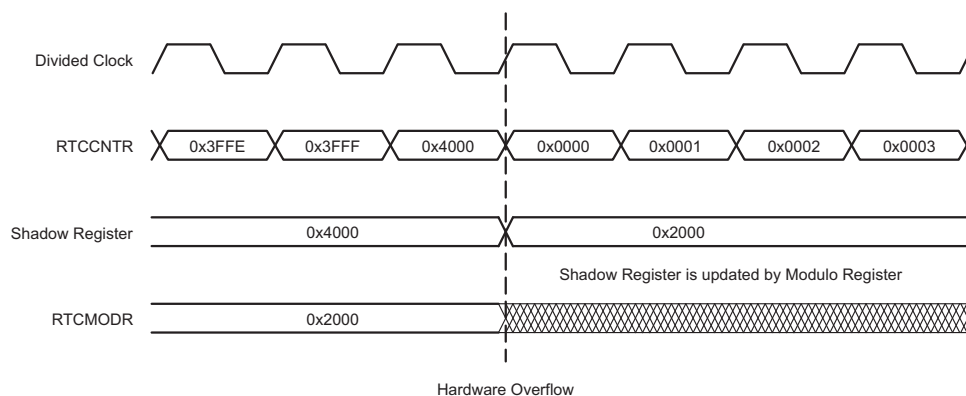 Divided Clock
RTCCNTR 0x3FFE 0x3FFF 0x4000 0x0000 0x0001 0x0002 0x0003
Shadow Register 0x4000 0x2000
Shadow Register is updated by Modulo Register
RTCMODR 0x2000
Hardware Overflow